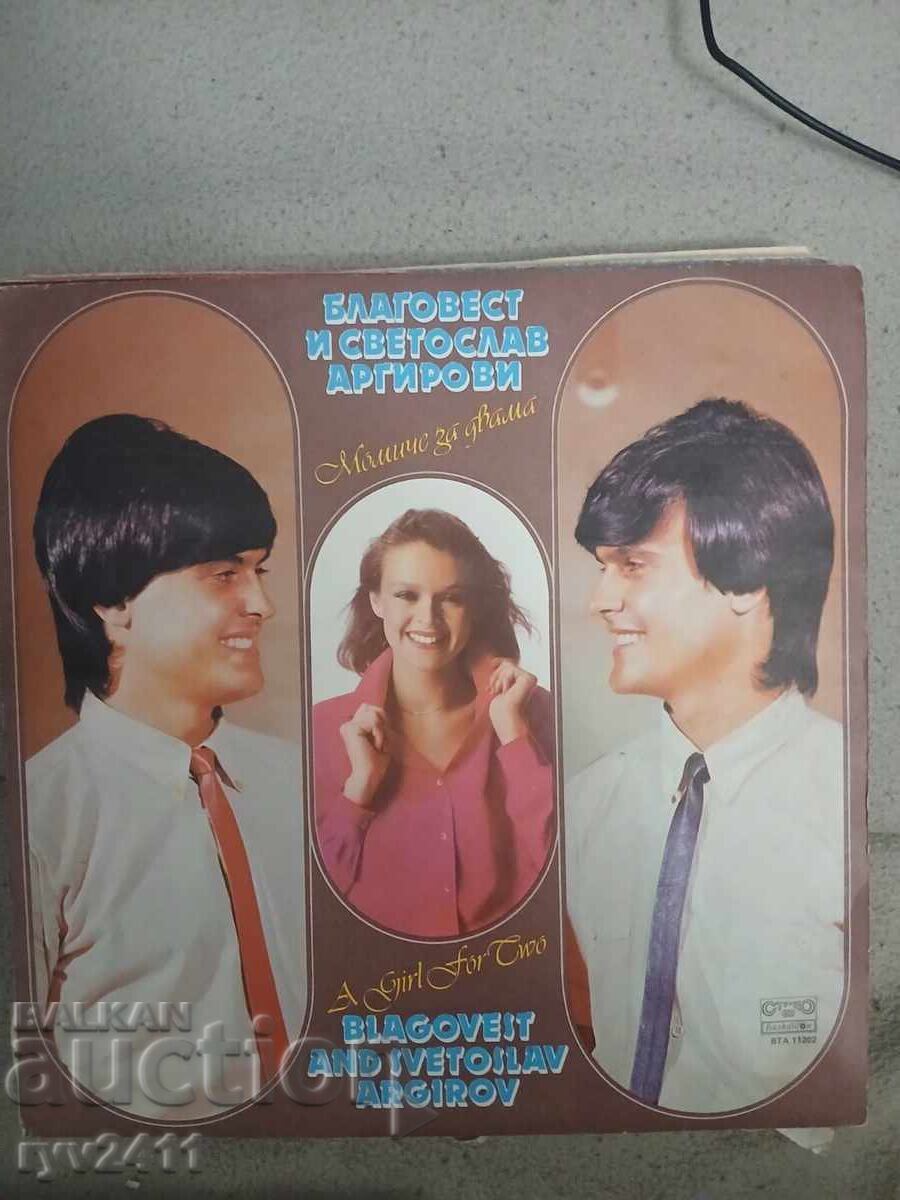 БЛАГОВЕСТ
И СВЕТОСЛАВ
АРГИРОВИ
Момиче за двама
A Girl For Two
BLAGOVEST
AND SVETOSLAV
ARGIROV
СТЕРЕО
balkanton
ВТА 11202
BALKAN
auction
ryv2411